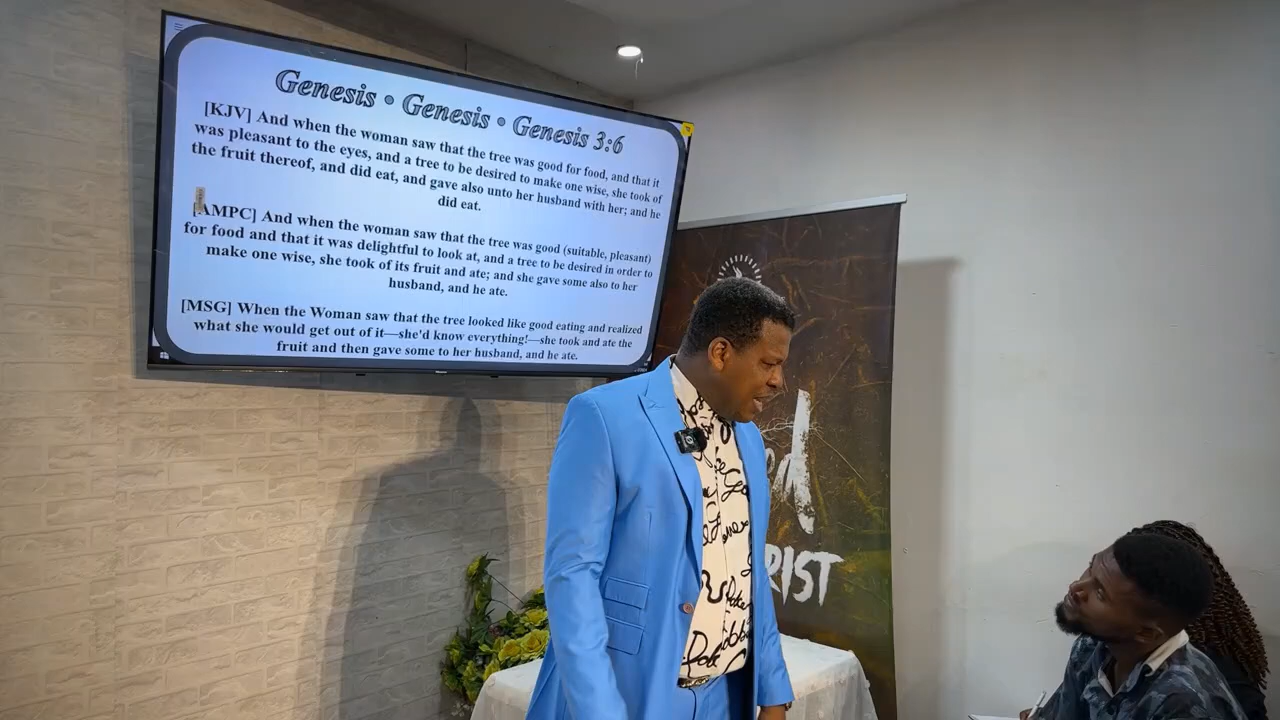 Genesis • Genesis • Genesis 3:6
[KJV] And when the woman saw that the tree was good for food, and that it
was pleasant to the eyes, and a tree to be desired to make one wise, she took of
the fruit thereof, and did eat, and gave also unto her husband with her; and he
did eat.
[AMPC] And when the woman saw that the tree was good (suitable, pleasant)
for food and that it was delightful to look at, and a tree to be desired in order to
make one wise, she took of its fruit and ate; and she gave some also to her
husband, and he ate.
[MSG] When the Woman saw that the tree looked like good eating and realized
what she would get out of it—she'd know everything!—she took and ate the
fruit and then gave some to her husband, and he ate.